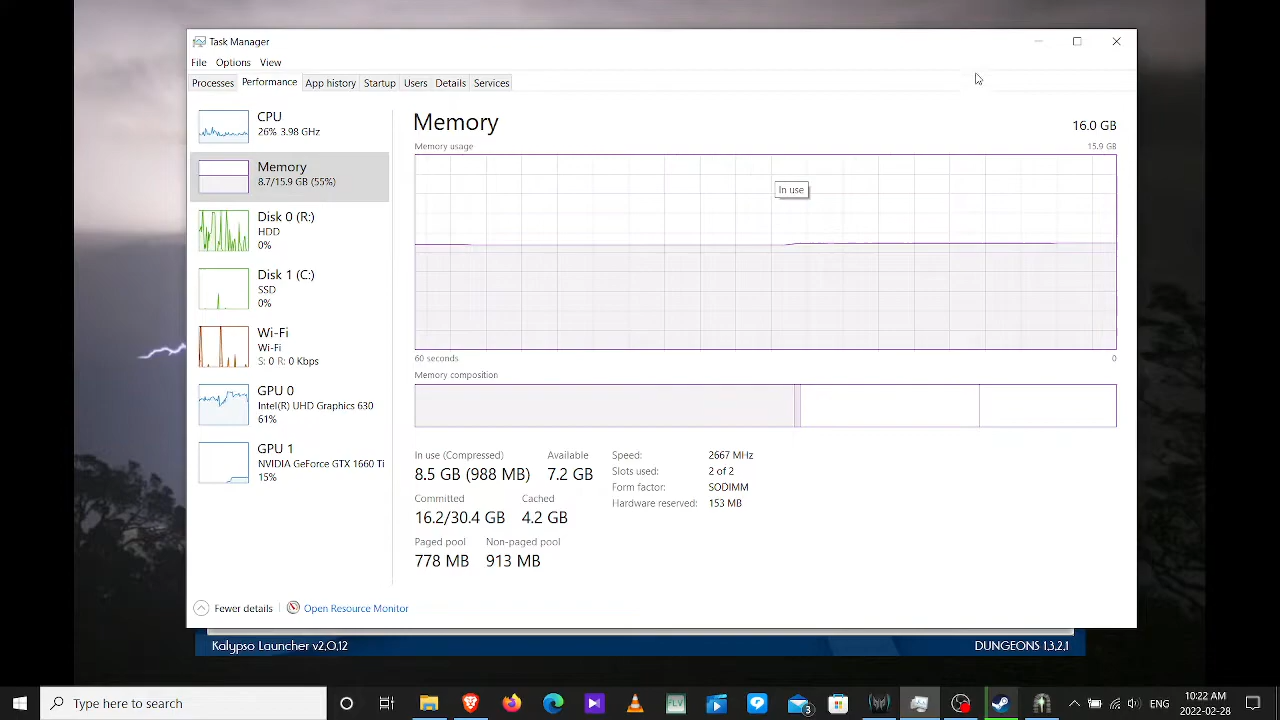 Task Manager
File Options View
Processes Performance App history Startup Users Details Services
CPU
26% 3.98 GHz
Memory
8.7/15.9 GB (55%)
Disk 0 (R:)
HDD
0%
Disk 1 (C:)
SSD
0%
Wi-Fi
Wi-Fi
S: 0 R: 0 Kbps
GPU 0
Intel(R) UHD Graphics 630
61%
GPU 1
NVIDIA GeForce GTX 1660 Ti
15%
Memory 16.0 GB
Memory usage 15.9 GB
In use
60 seconds 0
Memory composition
In use (Compressed) Available
8.5 GB (988 MB) 7.2 GB
Committed Cached
16.2/30.4 GB 4.2 GB
Paged pool Non-paged pool
778 MB 913 MB
Speed: 2667 MHz
Slots used: 2 of 2
Form factor: SODIMM
Hardware reserved: 153 MB
Fewer details Open Resource Monitor
Kalypso Launcher v2.0.12 DUNGEONS 1.3.2.1
Type here to search
FLV
3
ENG
10:22 AM
2022-02-28